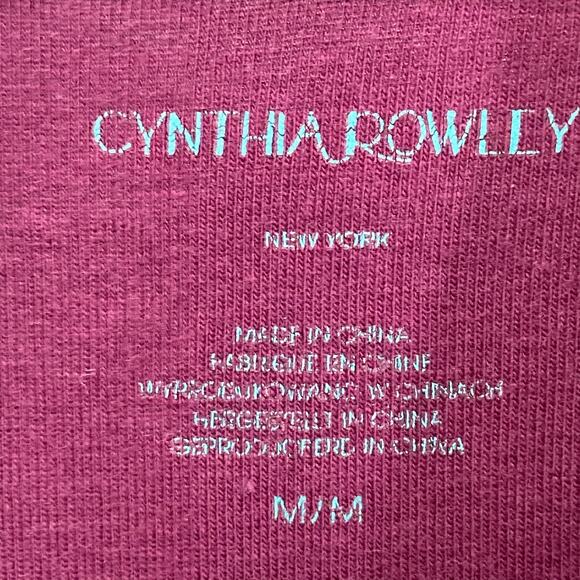 CYNTHIA ROWLEY
NEW YORK
MADE IN CHINA
FABRIQUE EN CHINE
WYPRODUKOWANO W CHINACH
HERGESTELLT IN CHINA
GEPRODUCEERD IN CHINA
M/M